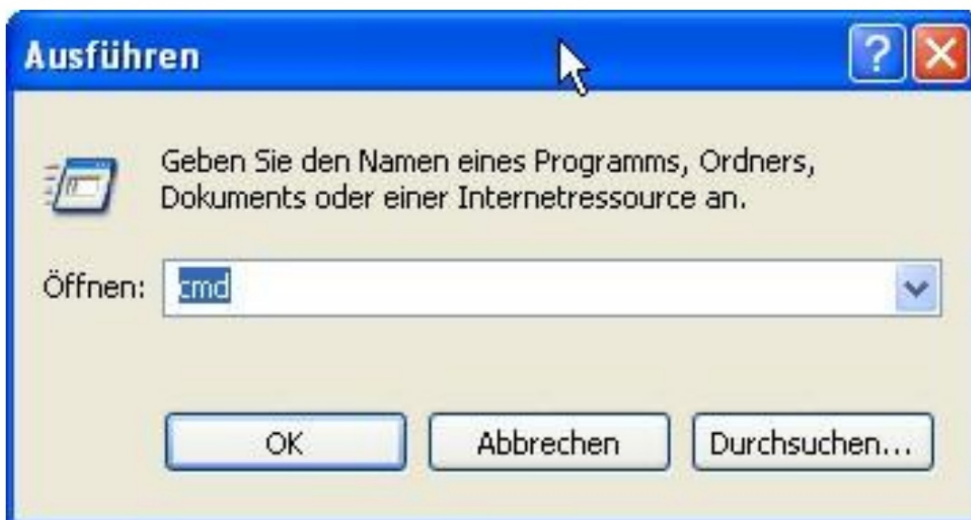 Ausführen
Geben Sie den Namen eines Programms, Ordners,
Dokuments oder einer Internetressource an.
Öffnen: cmd
OK Abbrechen Durchsuchen...